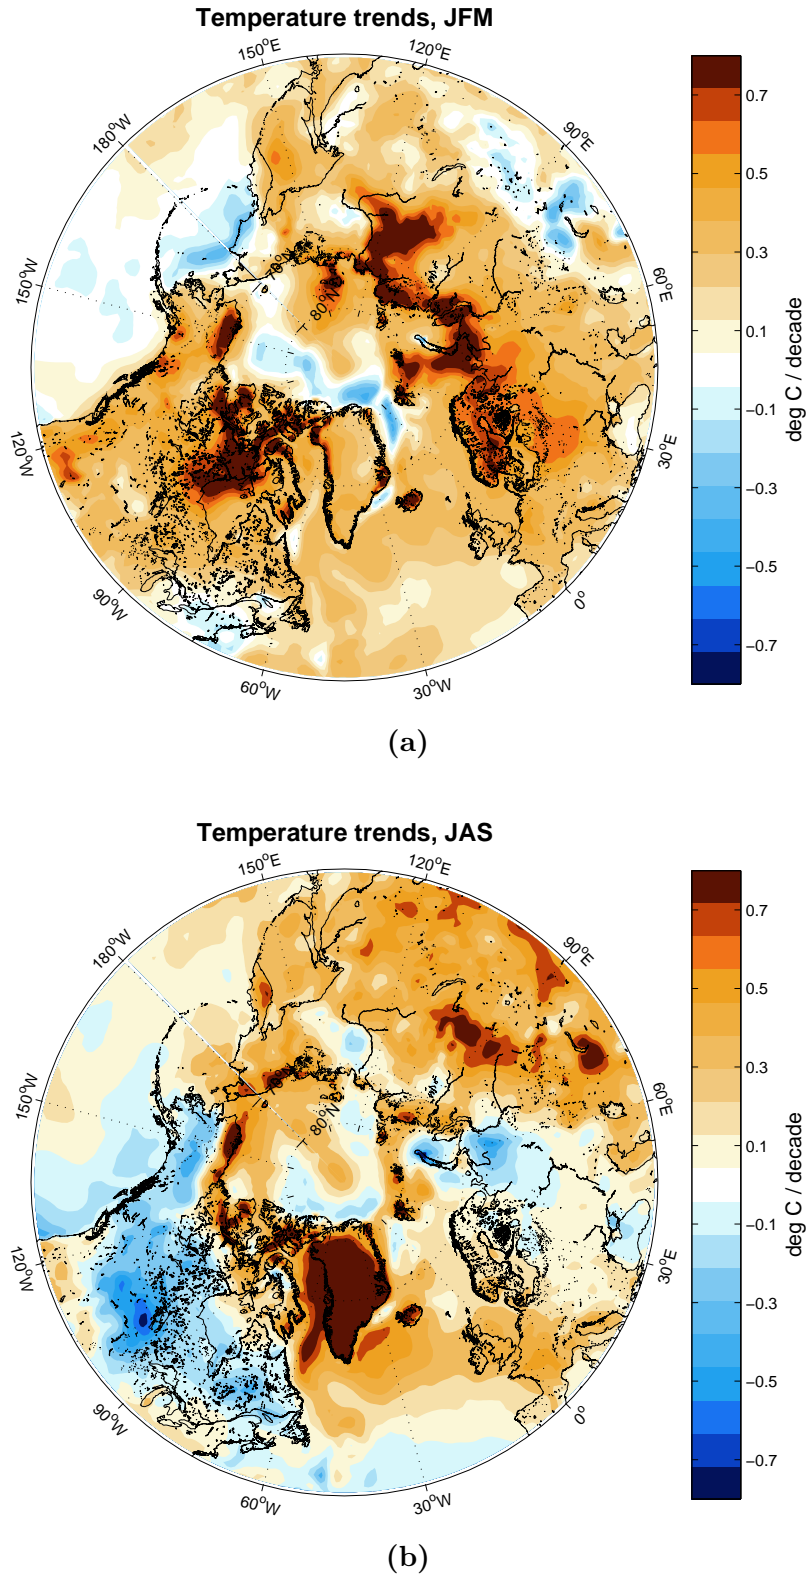 Temperature trends, JFM
150°E
120°E
180°W
90°E
150°W
60°E
70°N
80°N
120°W
30°E
90°W
0°
60°W
30°W
0.7
0.5
0.3
0.1
−0.1
−0.3
−0.5
−0.7
deg C / decade
(a)
Temperature trends, JAS
150°E
120°E
180°W
90°E
150°W
60°E
70°N
80°N
120°W
30°E
90°W
0°
60°W
30°W
0.7
0.5
0.3
0.1
−0.1
−0.3
−0.5
−0.7
deg C / decade
(b)